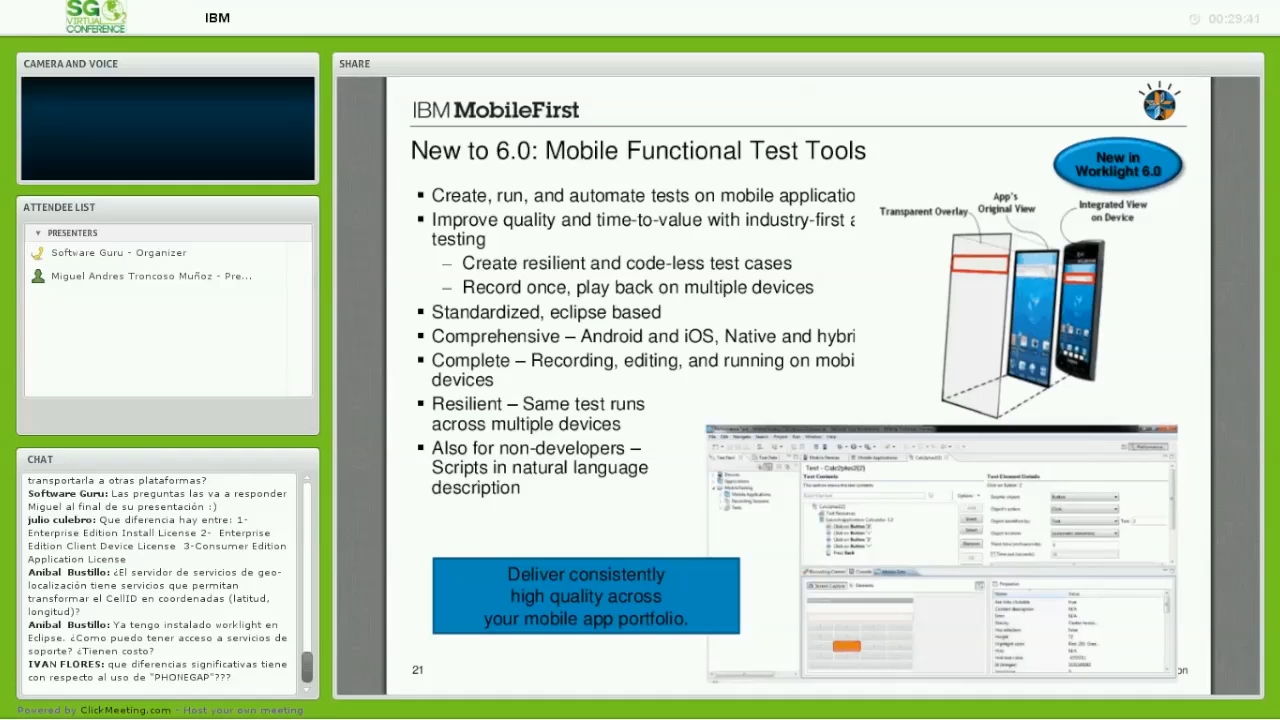 SG
VIRTUAL
CONFERENCE
IBM
00:29:41
CAMERA AND VOICE
ATTENDEE LIST
PRESENTERS
Software Guru - Organizer
Miguel Andres Troncoso Muñoz - Pre...
CHAT
transportarla a otras plataformas?
Software Guru: Las preguntas las va a responder
Miguel al final de su presentación :)
julio culebro: Que diferencia hay entre: 1-
Enterprise Edition Install License 2- Enterprise
Edition Client Device License 3-Consumer Edition
Application License
Anibal Bustillo: ¿El servidor de servicios de geo-
localización tiene servicios que permitan
transformar el CELLID en coordenadas (latitud,
longitud)?
Anibal Bustillo: Ya tengo instalado worklight en
Eclipse. ¿Como puedo tener acceso a servicios de
soporte? ¿Tienen costo?
IVAN FLORES: que diferencias significativas tiene
con respecto al uso de "PHONEGAP"???
Powered by ClickMeeting.com - Host your own meeting
SHARE
IBM MobileFirst
New to 6.0: Mobile Functional Test Tools
New in
Worklight 6.0
▪ Create, run, and automate tests on mobile applicatio
▪ Improve quality and time-to-value with industry-first a
testing
– Create resilient and code-less test cases
– Record once, play back on multiple devices
▪ Standardized, eclipse based
▪ Comprehensive – Android and iOS, Native and hybri
▪ Complete – Recording, editing, and running on mobi
devices
▪ Resilient – Same test runs
across multiple devices
▪ Also for non-developers –
Scripts in natural language
description
Transparent Overlay
App's
Original View
Integrated View
on Device
Deliver consistently
high quality across
your mobile app portfolio.
Test - Calc2plus2(2)
Test Contents
Test Element Details
21
on